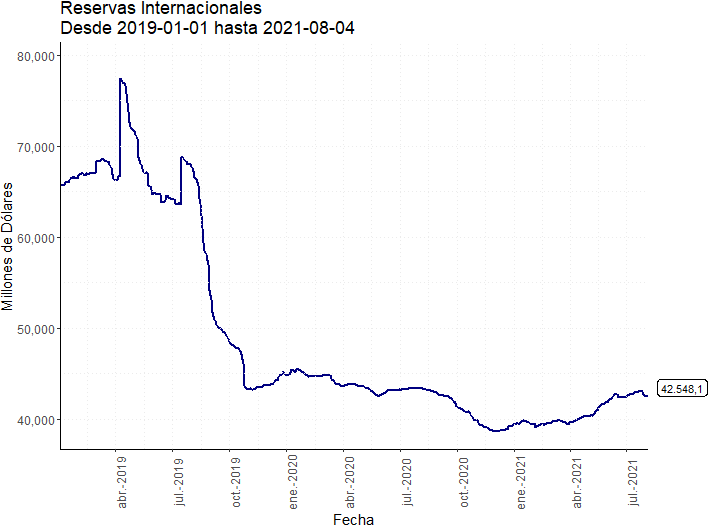 Reservas Internacionales
Desde 2019-01-01 hasta 2021-08-04
Millones de Dólares
80,000
70,000
60,000
50,000
40,000
42.548,1
abr.-2019
jul.-2019
oct.-2019
ene.-2020
abr.-2020
jul.-2020
oct.-2020
ene.-2021
abr.-2021
jul.-2021
Fecha